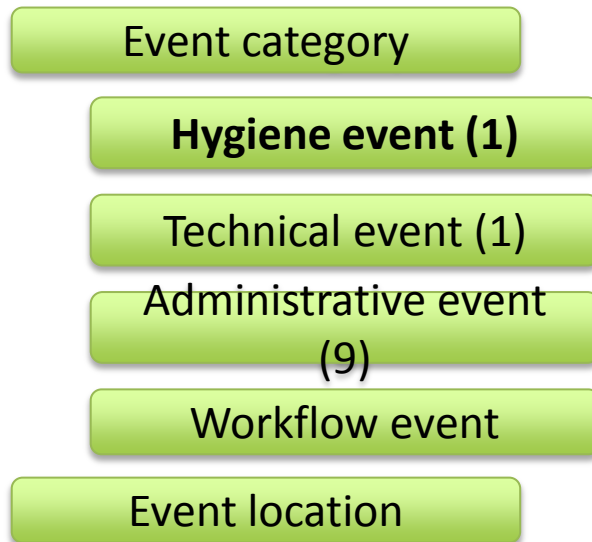 Event category
Hygiene event (1)
Technical event (1)
Administrative event
(9)
Workflow event
Event location